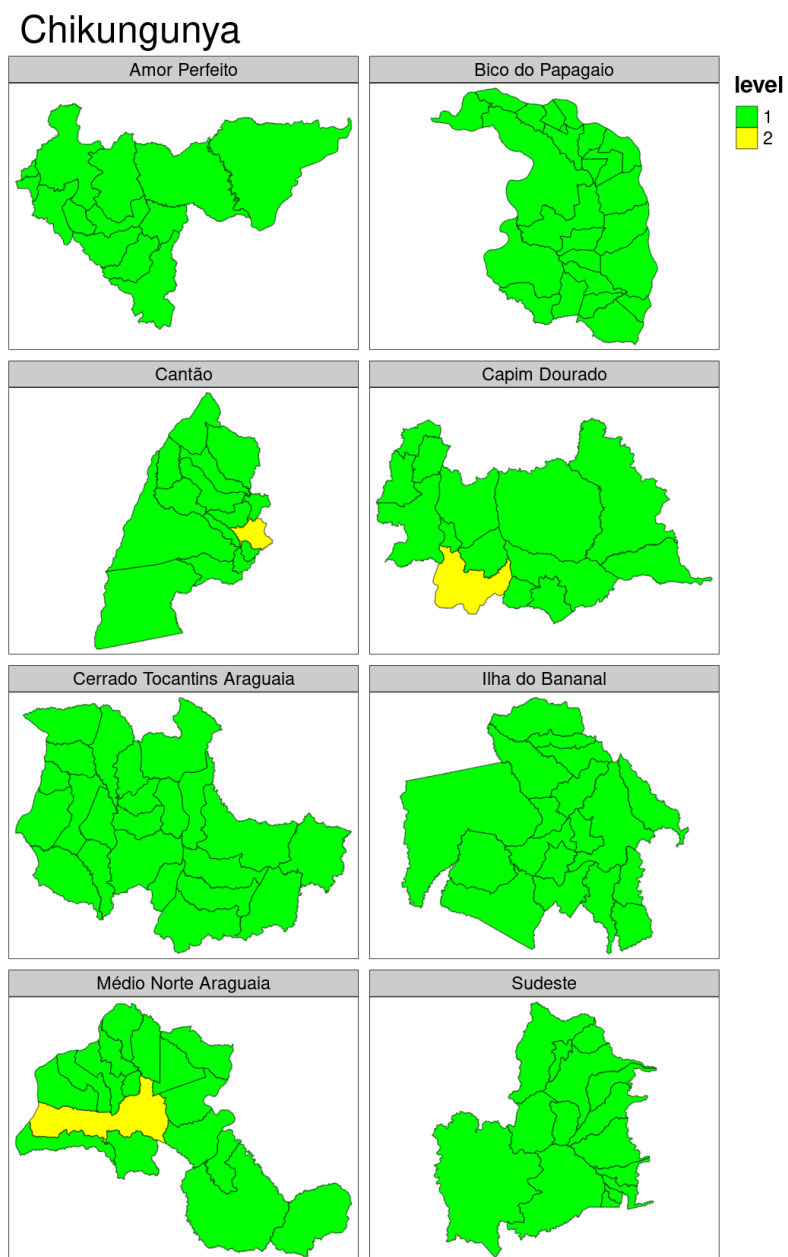 Chikungunya
Amor Perfeito
Bico do Papagaio
level
1
2
Cantão
Capim Dourado
Cerrado Tocantins Araguaia
Ilha do Bananal
Médio Norte Araguaia
Sudeste